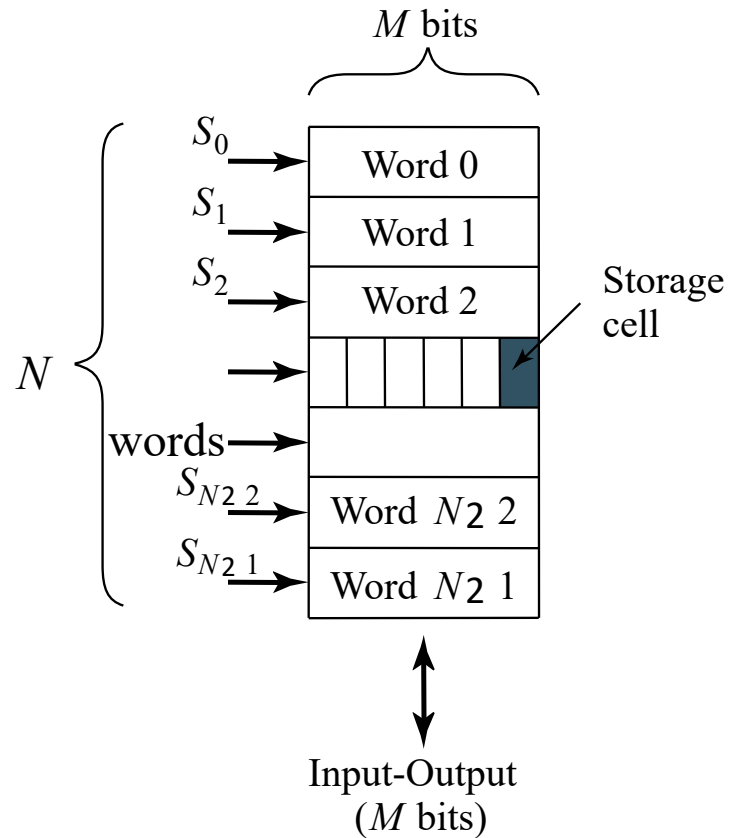 M bits
S0
Word 0
S1
Word 1
S2
Word 2
Storage
cell
N
words
SN2 2
Word N2 2
SN2 1
Word N2 1
Input-Output
(M bits)